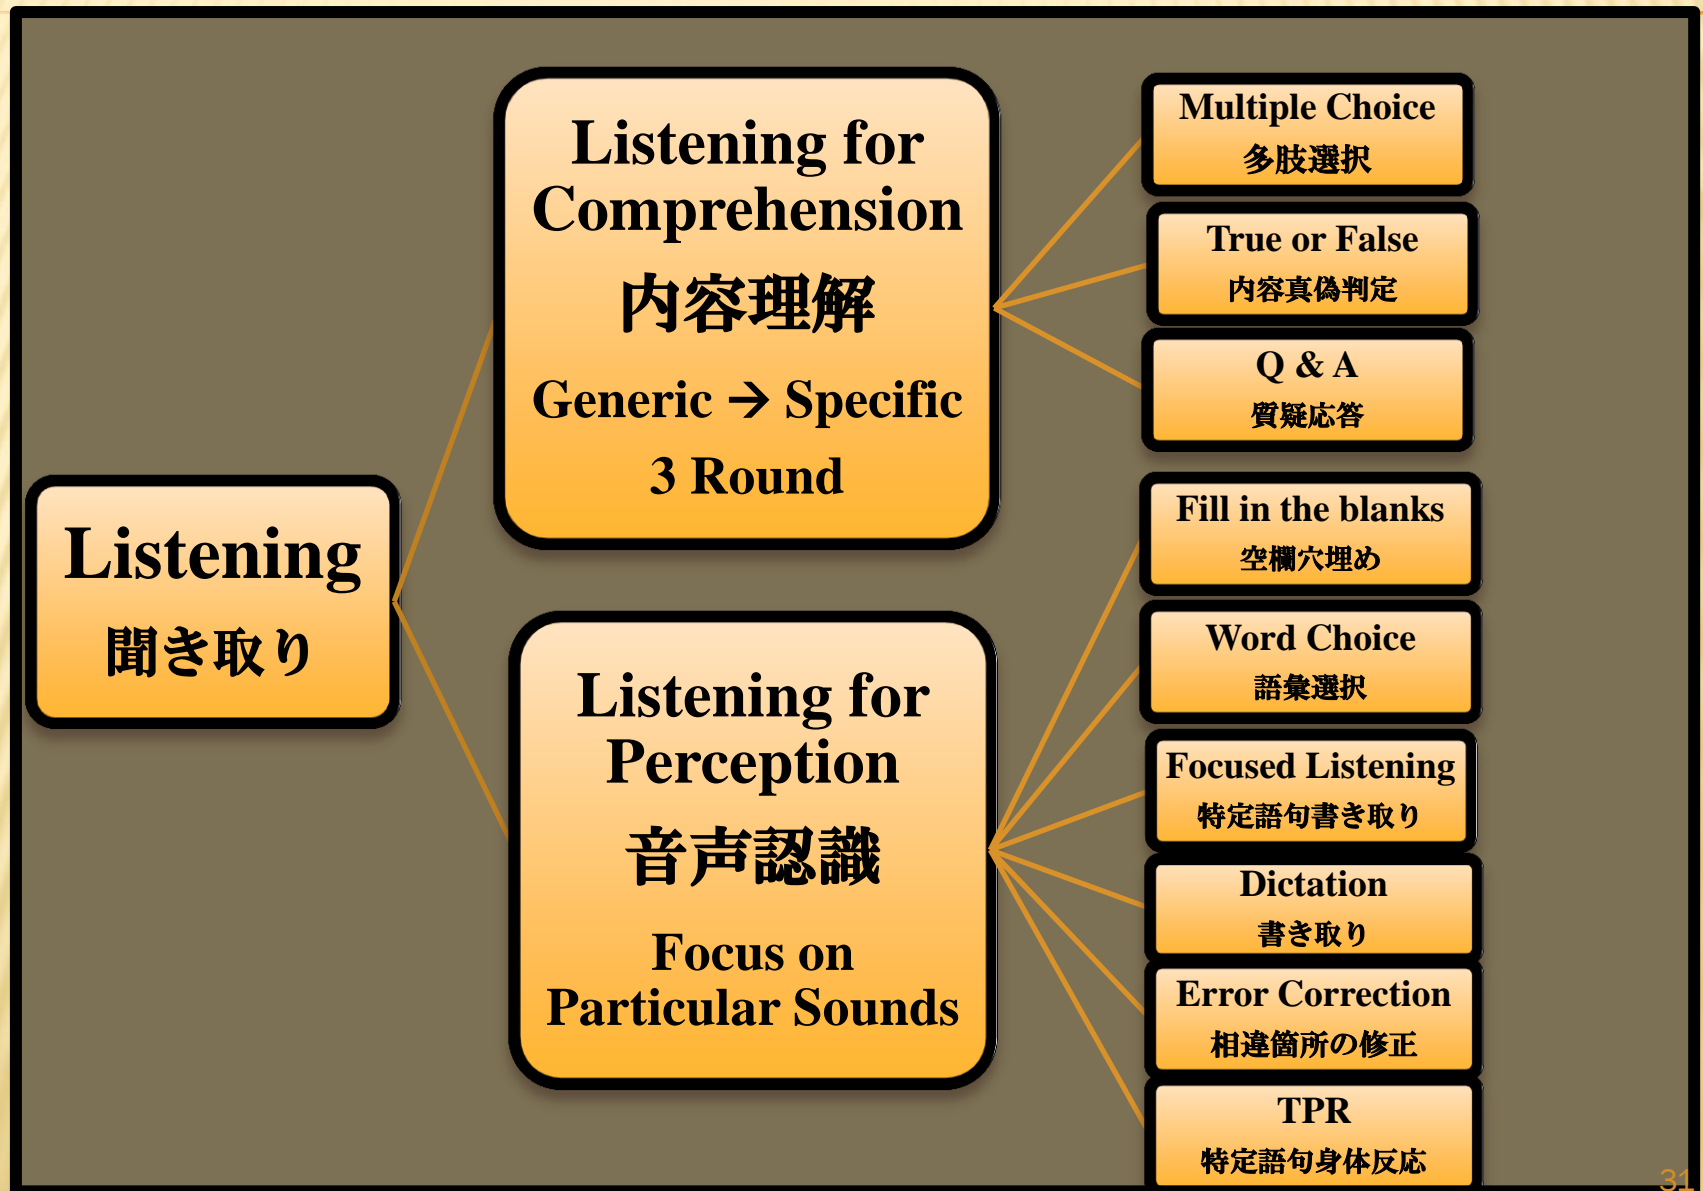 Listening
聞き取り
Listening for
Comprehension
内容理解
Generic → Specific
3 Round
Multiple Choice
多肢選択
True or False
内容真偽判定
Q & A
質疑応答
Listening for
Perception
音声認識
Focus on
Particular Sounds
Fill in the blanks
空欄穴埋め
Word Choice
語彙選択
Focused Listening
特定語句書き取り
Dictation
書き取り
Error Correction
相違箇所の修正
TPR
特定語句身体反応
31